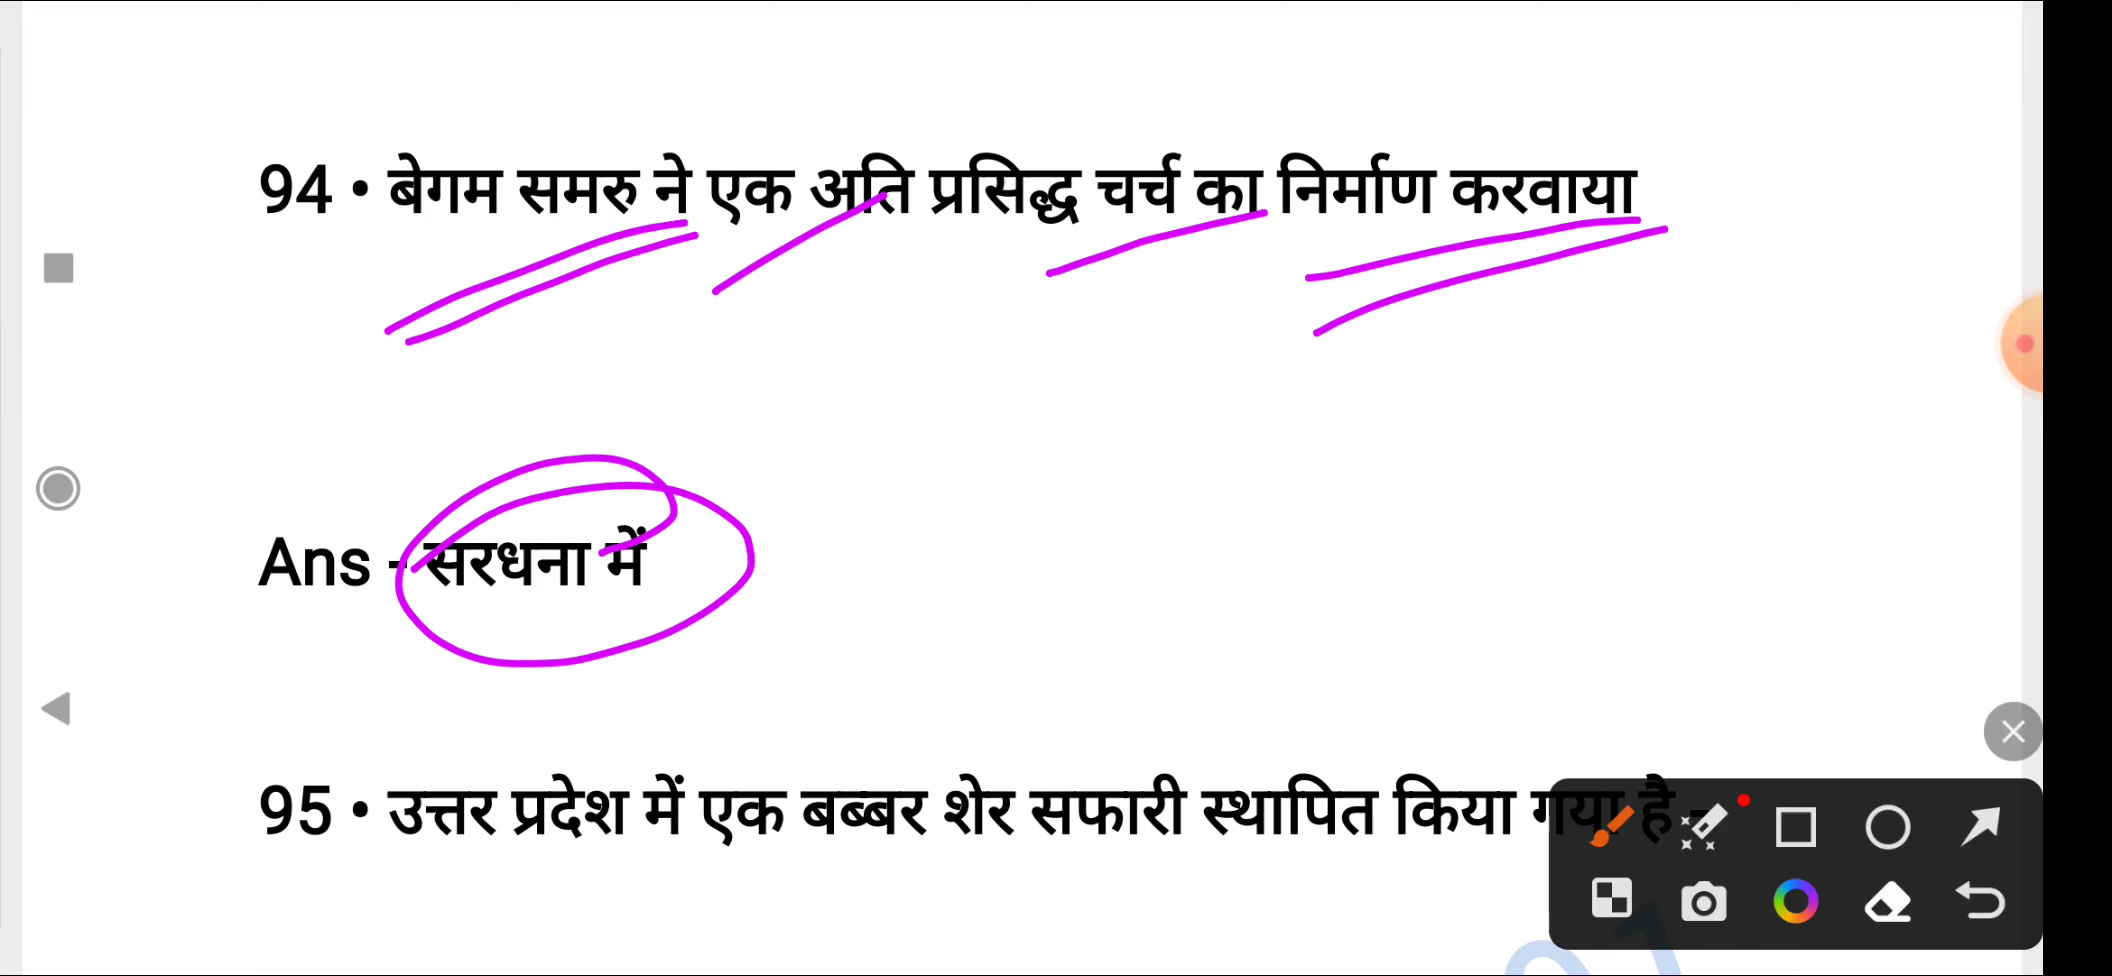 94 • बेगम समरु ने एक अति प्रसिद्ध चर्च का निर्माण करवाया
Ans - सरधना में
95 • उत्तर प्रदेश में एक बब्बर शेर सफारी स्थापित किया गया है-